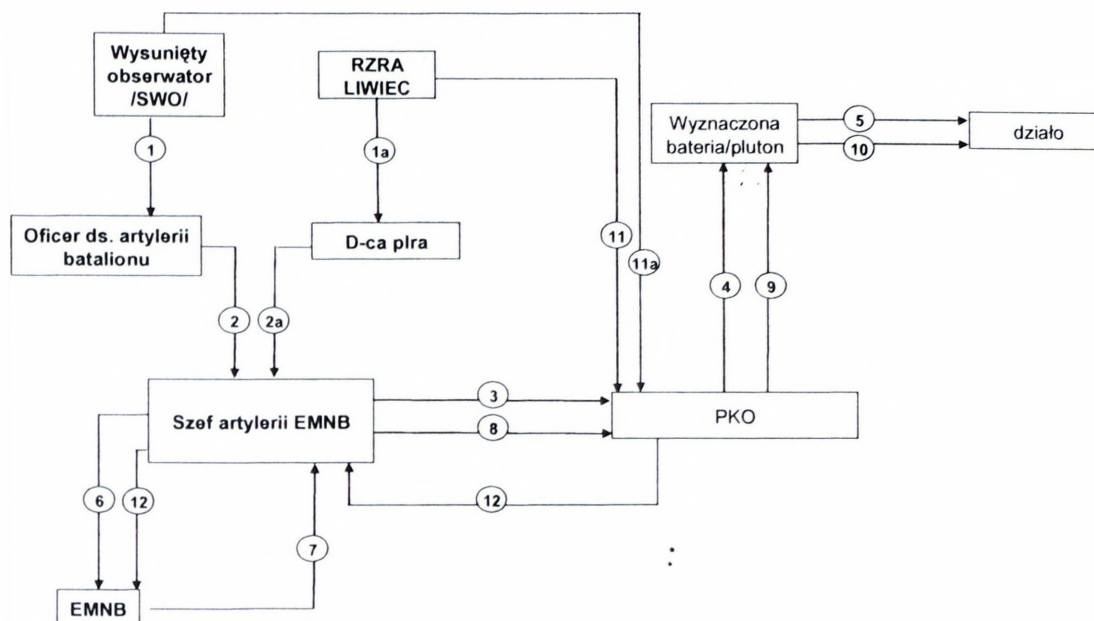 Wysunięty
obserwator
/SWO/
RZRA
LIWIEC
Wyznaczona
bateria/pluton
5
10
działo
1
1a
Oficer ds. artylerii
batalionu
D-ca plra
11
11a
4
9
2
2a
Szef artylerii EMNB
3
8
PKO
6
12
12
7
EMNB